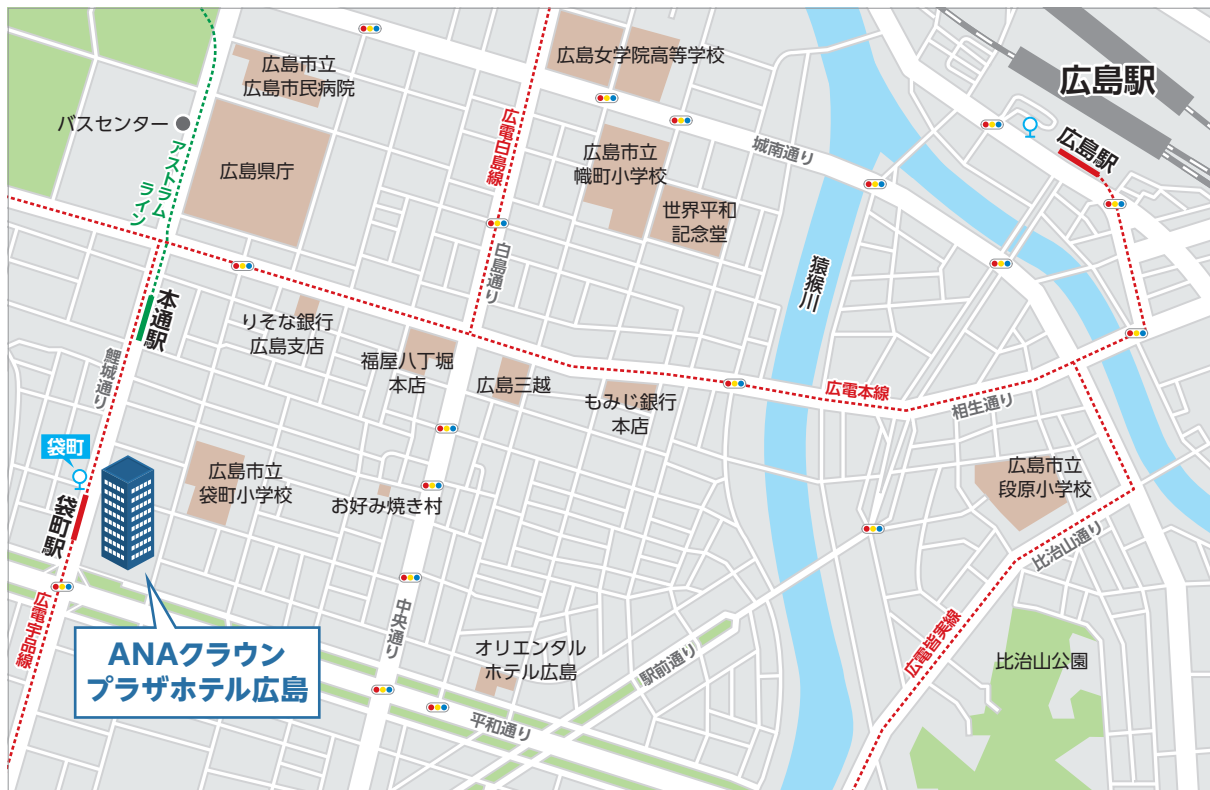 広島市立
広島市民病院
広島女学院高等学校
広島駅
バスセンター
アストラム
ライン
広島県庁
広電白島線
広島市立
幟町小学校
城南通り
広島駅
世界平和
記念堂
白島通り
猿猴川
本通駅
りそな銀行
広島支店
福屋八丁堀
本店
広島三越
もみじ銀行
本店
広電本線
相生通り
鯉城通り
袋町
袋町駅
広島市立
袋町小学校
お好み焼き村
広島市立
段原小学校
比治山通り
広電宇品線
中央通り
ANAクラウン
プラザホテル広島
オリエンタル
ホテル広島
駅前通り
平和通り
広電皆実線
比治山公園